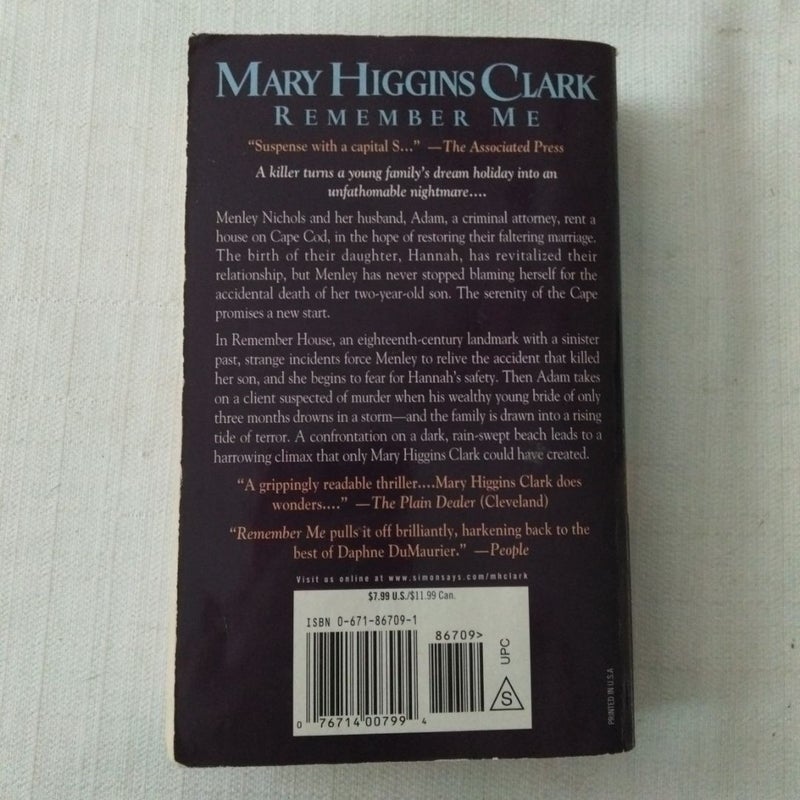 MARY HIGGINS CLARK
REMEMBER ME
“Suspense with a capital S...” —The Associated Press
A killer turns a young family's dream holiday into an
unfathomable nightmare....
Menley Nichols and her husband, Adam, a criminal attorney, rent a
house on Cape Cod, in the hope of restoring their faltering marriage.
The birth of their daughter, Hannah, has revitalized their
relationship, but Menley has never stopped blaming herself for the
accidental death of her two-year-old son. The serenity of the Cape
promises a new start.
In Remember House, an eighteenth-century landmark with a sinister
past, strange incidents force Menley to relive the accident that killed
her son, and she begins to fear for Hannah's safety. Then Adam takes
on a client suspected of murder when his wealthy young bride of only
three months drowns in a storm—and the family is drawn into a rising
tide of terror. A confrontation on a dark, rain-swept beach leads to a
harrowing climax that only Mary Higgins Clark could have created.
“A grippingly readable thriller....Mary Higgins Clark does
wonders....” —The Plain Dealer (Cleveland)
“Remember Me pulls it off brilliantly, harkening back to the
best of Daphne DuMaurier.” —People
Visit us online at www.simonsays.com/mhclark
$7.99 U.S./$11.99 Can.
ISBN 0-671-86709-1
86709>
UPC
S
0 76714 00799 4
PRINTED IN U.S.A